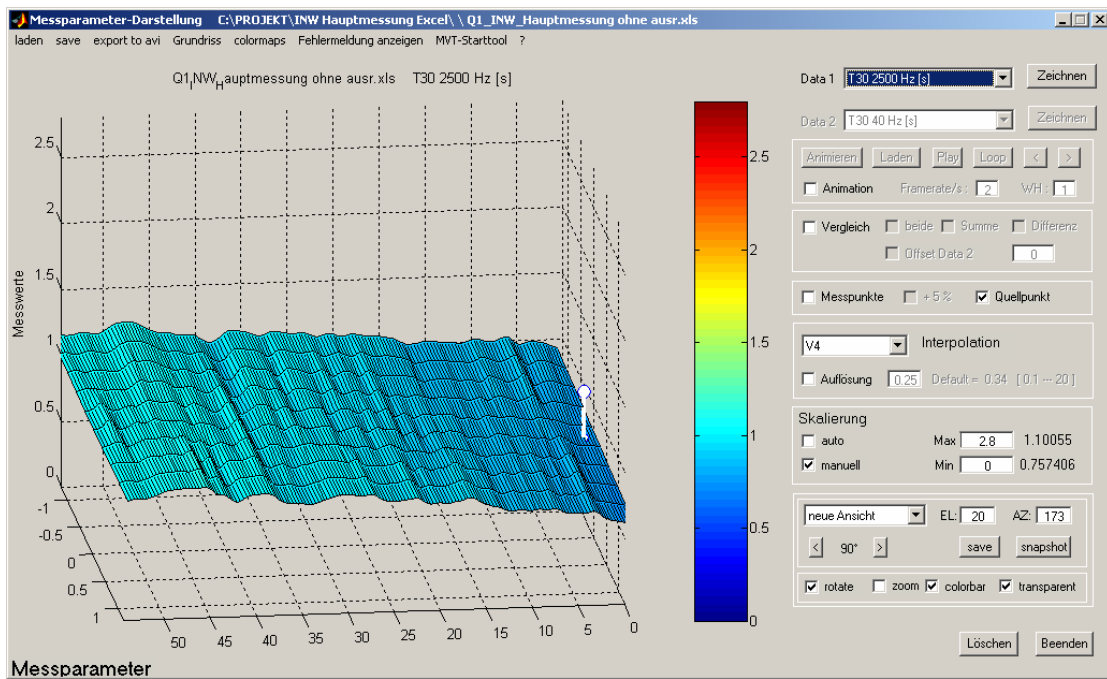 Messparameter-Darstellung C:\PROJEKT\INW Hauptmessung Excel\ \ Q1_INW_Hauptmessung ohne ausr.xls
laden save export to avi Grundriss colormaps Fehlermeldung anzeigen MVT-Starttool ?
Q1INWHauptmessung ohne ausr.xls T30 2500 Hz [s]
Messwerte
2.5
2
1.5
1
0.5
0
-1
-0.5
0
0.5
1
50 45 40 35 30 25 20 15 10 5 0
2.5
2
1.5
1
0.5
0
Data 1 T30 2500 Hz [s] Zeichnen
Data 2 T30 40 Hz [s] Zeichnen
Animieren Laden Play Loop < >
Animation Framerate/s : 2 WH : 1
Vergleich beide Summe Differenz
Offset Data 2 0
Messpunkte + 5 % Quellpunkt
V4 Interpolation
Auflösung 0.25 Default = 0.34 [ 0.1 --- 20 ]
Skalierung
auto Max 2.8 1.10055
manuell Min 0 0.757406
neue Ansicht EL: 20 AZ: 173
< 90° > save snapshot
rotate zoom colorbar transparent
Löschen Beenden
Messparameter